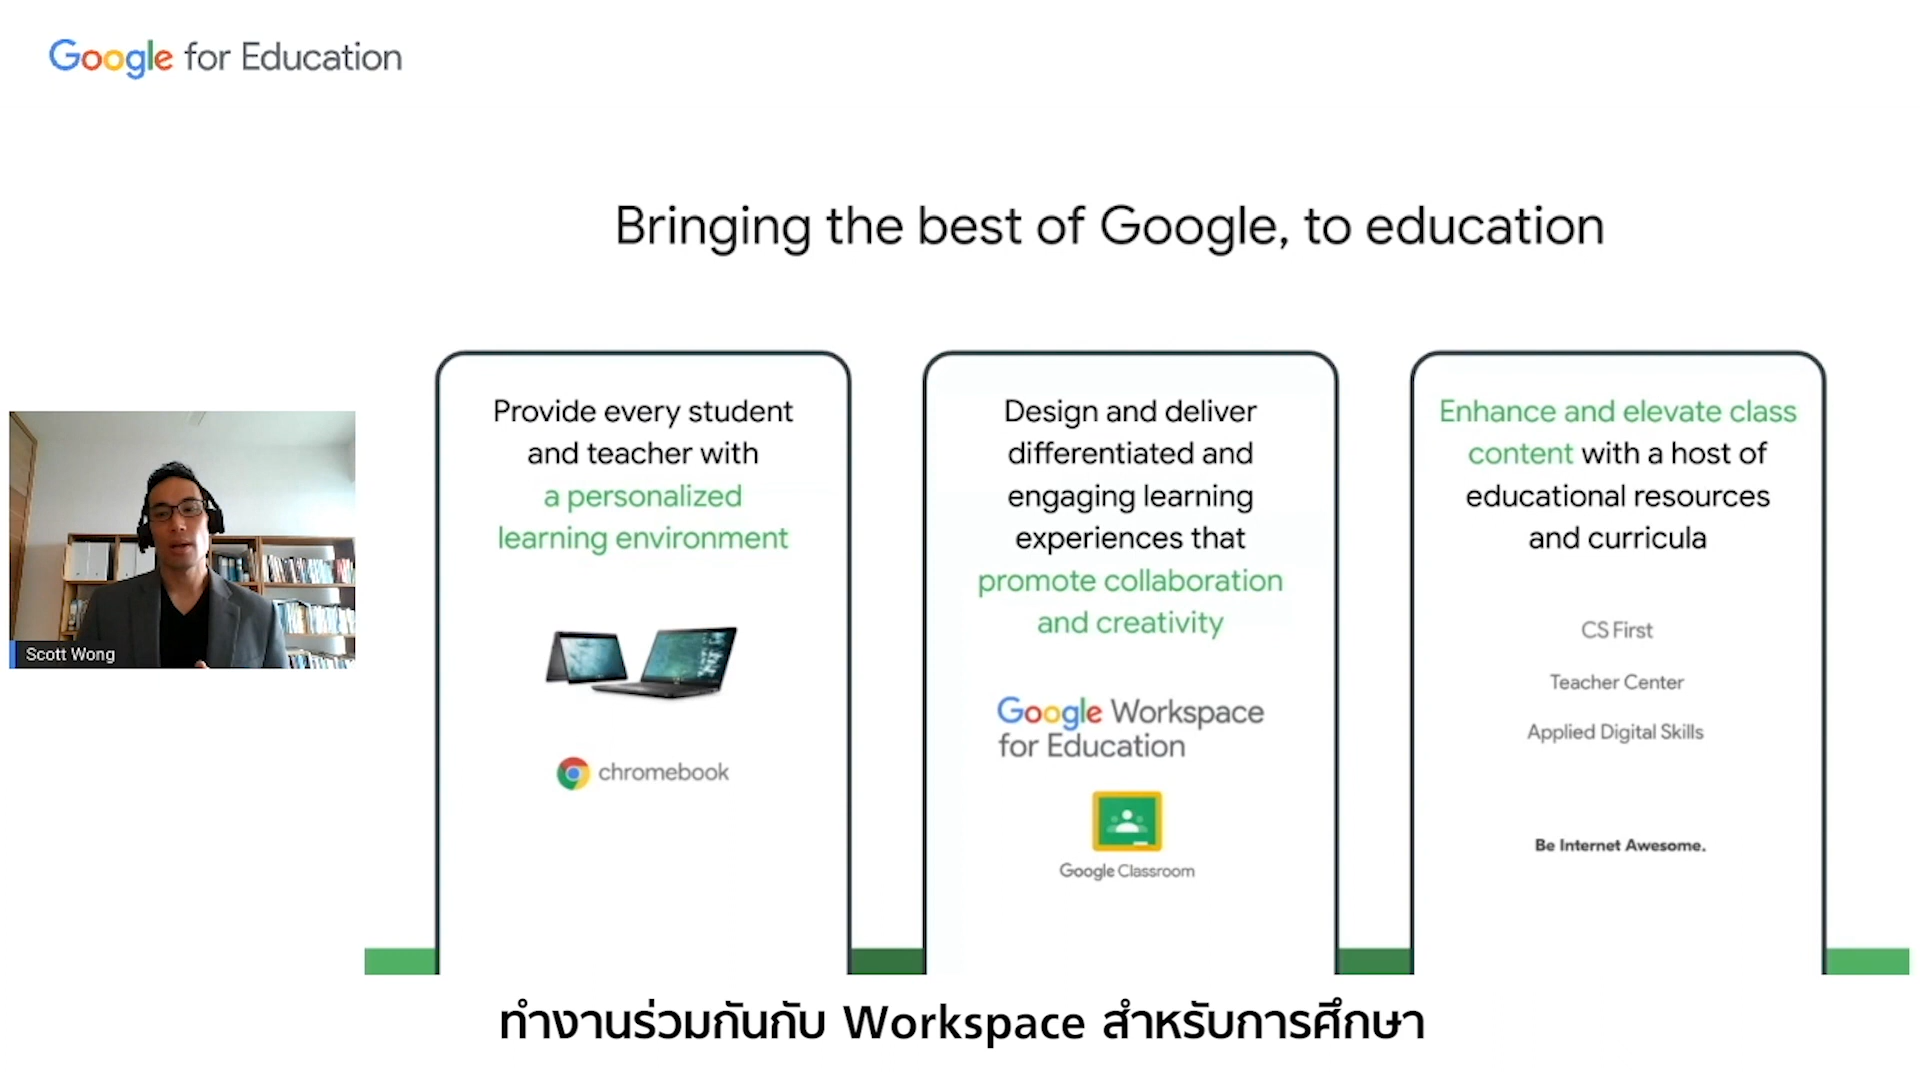 Google for Education
Bringing the best of Google, to education
Provide every student
and teacher with
a personalized
learning environment
chromebook
Design and deliver
differentiated and
engaging learning
experiences that
promote collaboration
and creativity
Google Workspace
for Education
Google Classroom
Enhance and elevate class
content with a host of
educational resources
and curricula
CS First
Teacher Center
Applied Digital Skills
Be Internet Awesome.
Scott Wong
ทำงานร่วมกันกับ Workspace สำหรับการศึกษา